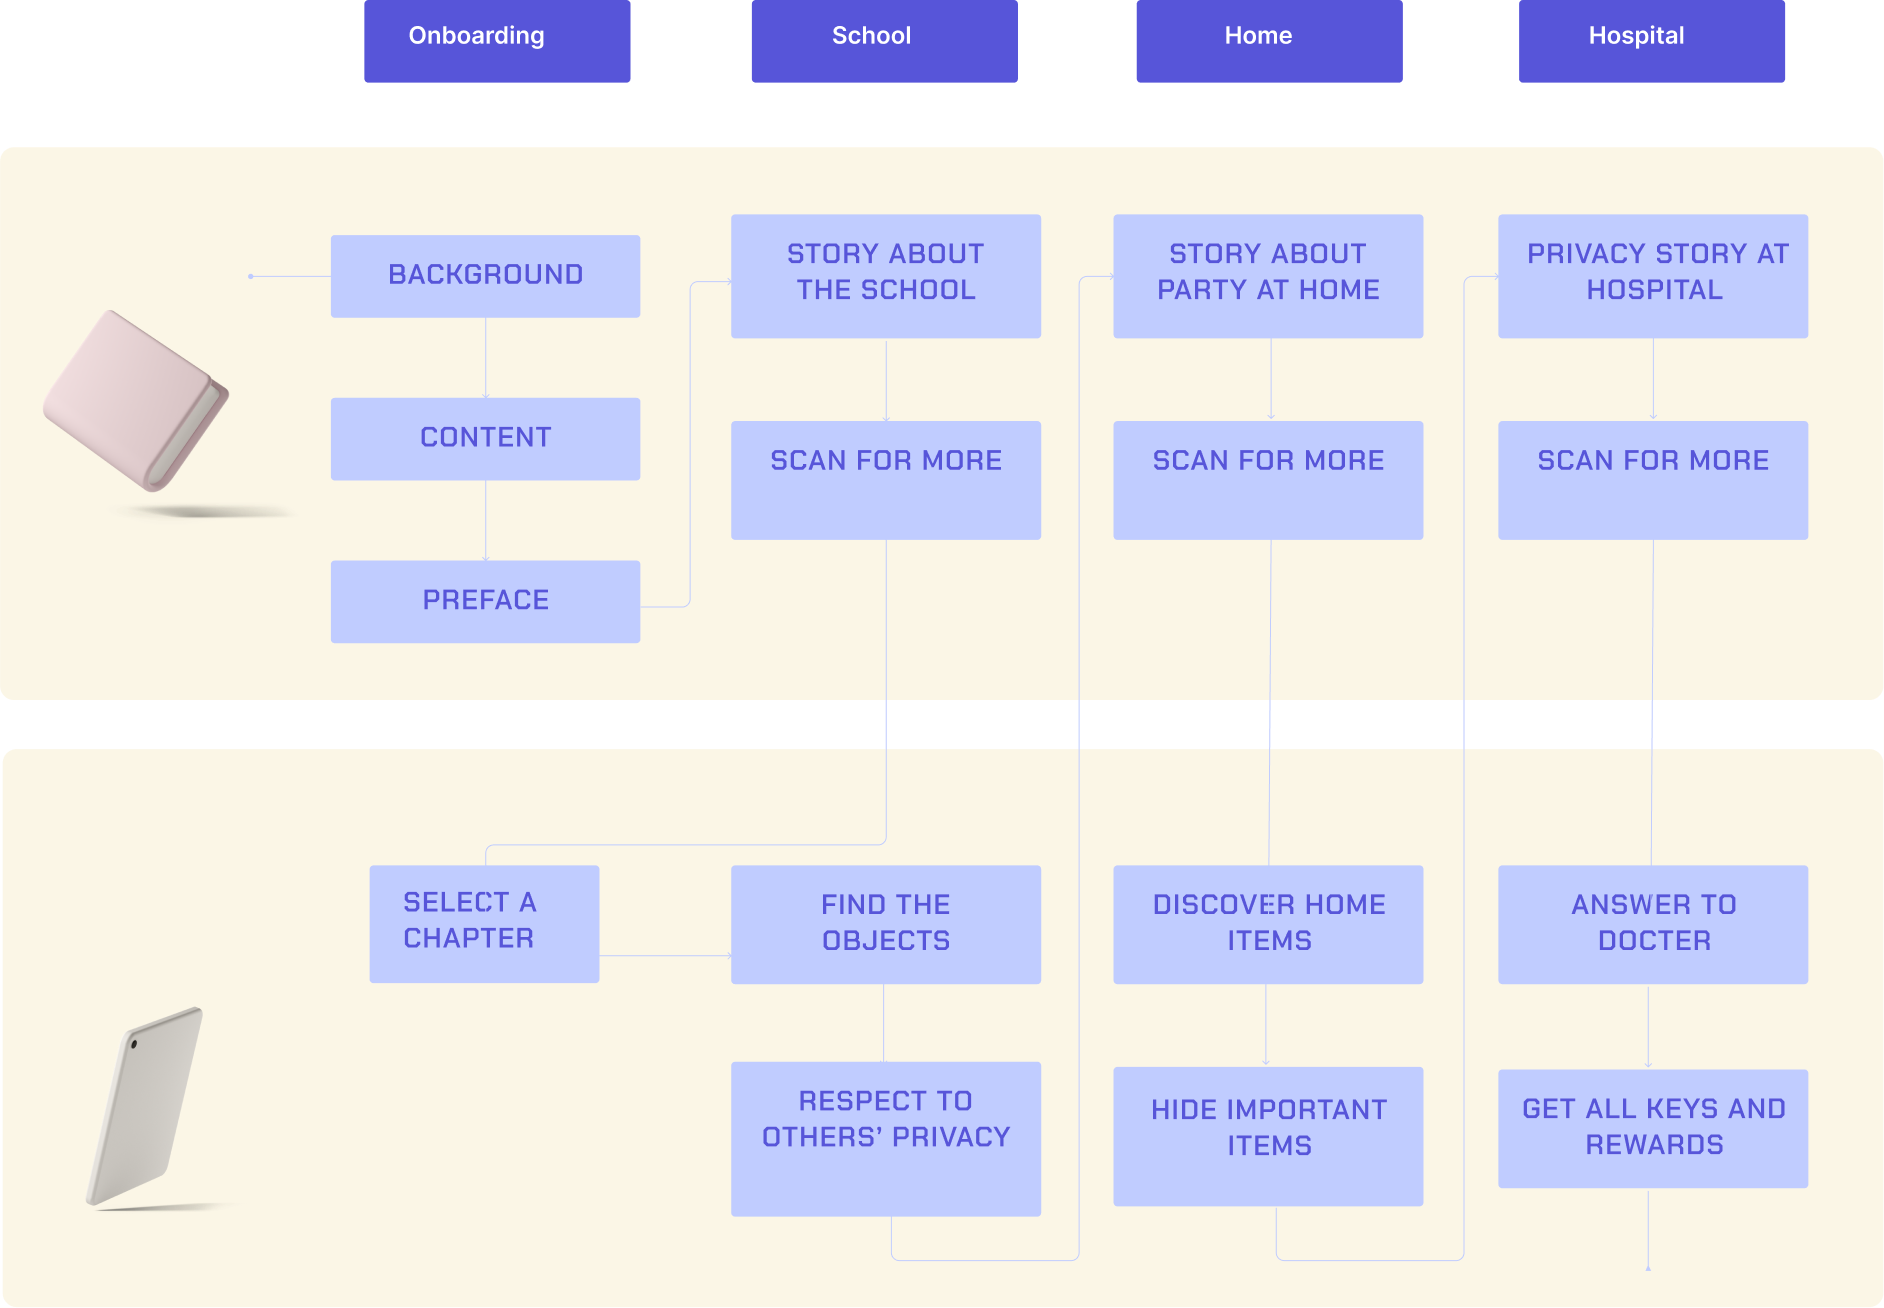 Onboarding
School
Home
Hospital
BACKGROUND
CONTENT
PREFACE
STORY ABOUT
THE SCHOOL
SCAN FOR MORE
STORY ABOUT
PARTY AT HOME
SCAN FOR MORE
PRIVACY STORY AT
HOSPITAL
SCAN FOR MORE
SELECT A
CHAPTER
FIND THE
OBJECTS
RESPECT TO
OTHERS’ PRIVACY
DISCOVER HOME
ITEMS
HIDE IMPORTANT
ITEMS
ANSWER TO
DOCTER
GET ALL KEYS AND
REWARDS